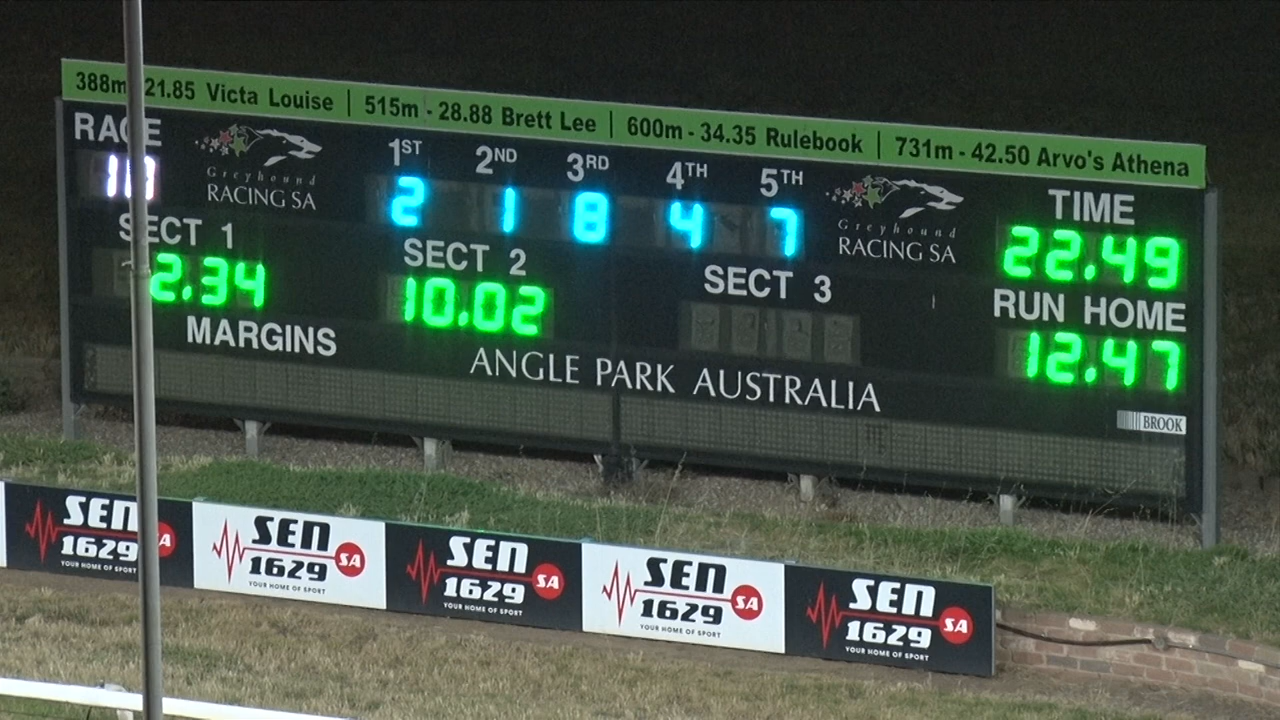 388m 21.85 Victa Louise | 515m - 28.88 Brett Lee | 600m - 34.35 Rulebook | 731m - 42.50 Arvo's Athena
RACE
Greyhound
RACING SA
1ST 2ND 3RD 4TH 5TH
2 1 8 4 7
Greyhound
RACING SA
TIME
22.49
SECT 1
2.34
SECT 2
10.02
SECT 3
RUN HOME
12.47
MARGINS
ANGLE PARK AUSTRALIA
BROOK
SEN
1629 SA
YOUR HOME OF SPORT
SEN
1629 SA
YOUR HOME OF SPORT
SEN
1629 SA
YOUR HOME OF SPORT
SEN
1629 SA
YOUR HOME OF SPORT
SEN
1629 SA
YOUR HOME OF SPORT